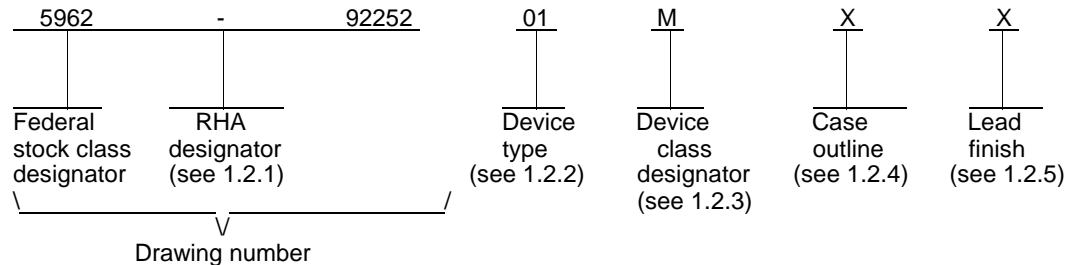 5962 - 92252 01 M X X
Federal stock class designator
RHA designator (see 1.2.1)
Device type (see 1.2.2)
Device class designator (see 1.2.3)
Case outline (see 1.2.4)
Lead finish (see 1.2.5)
Drawing number